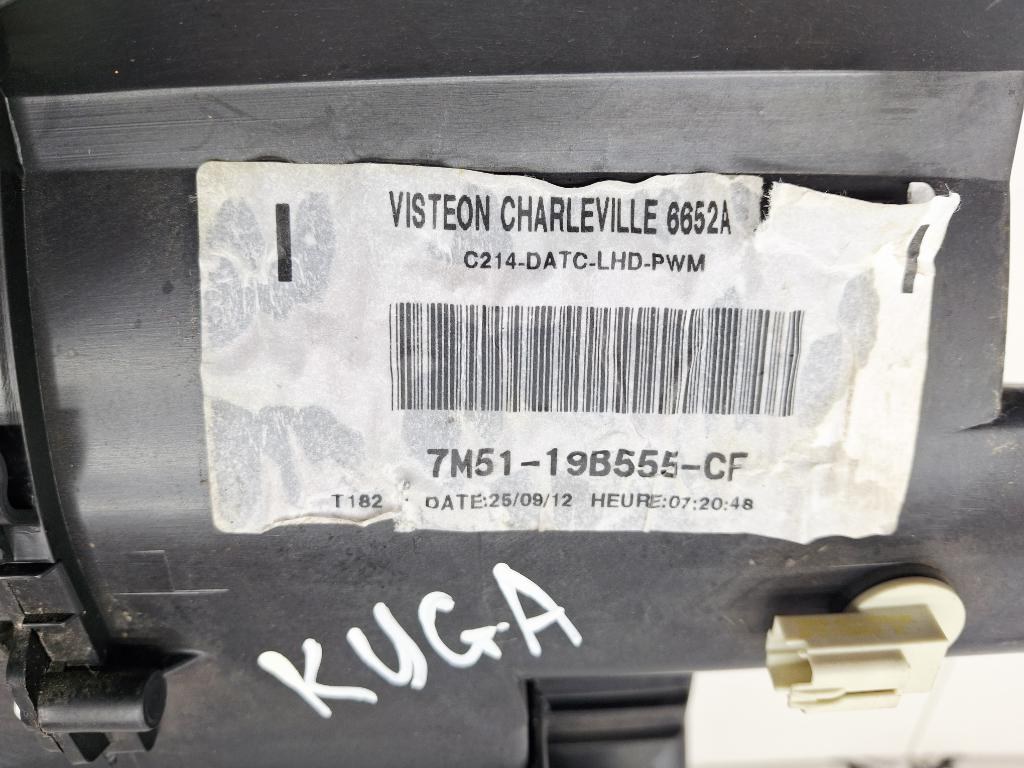 VISTEON CHARLEVILLE 6652A
C214-DATC-LHD-PWM
7M51-19B555-CF
T182 : DATE:25/09/12 HEURE:07:20:48
KUGA